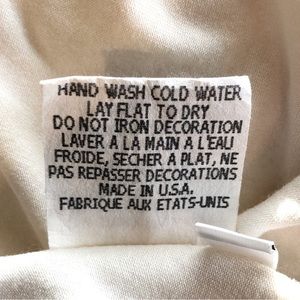 HAND WASH COLD WATER
LAY FLAT TO DRY
DO NOT IRON DECORATION
LAVER A LA MAIN A L'EAU
FROIDE, SECHER A PLAT, NE
PAS REPASSER DECORATIONS
MADE IN U.S.A.
FABRIQUE AUX ETATS-UNIS